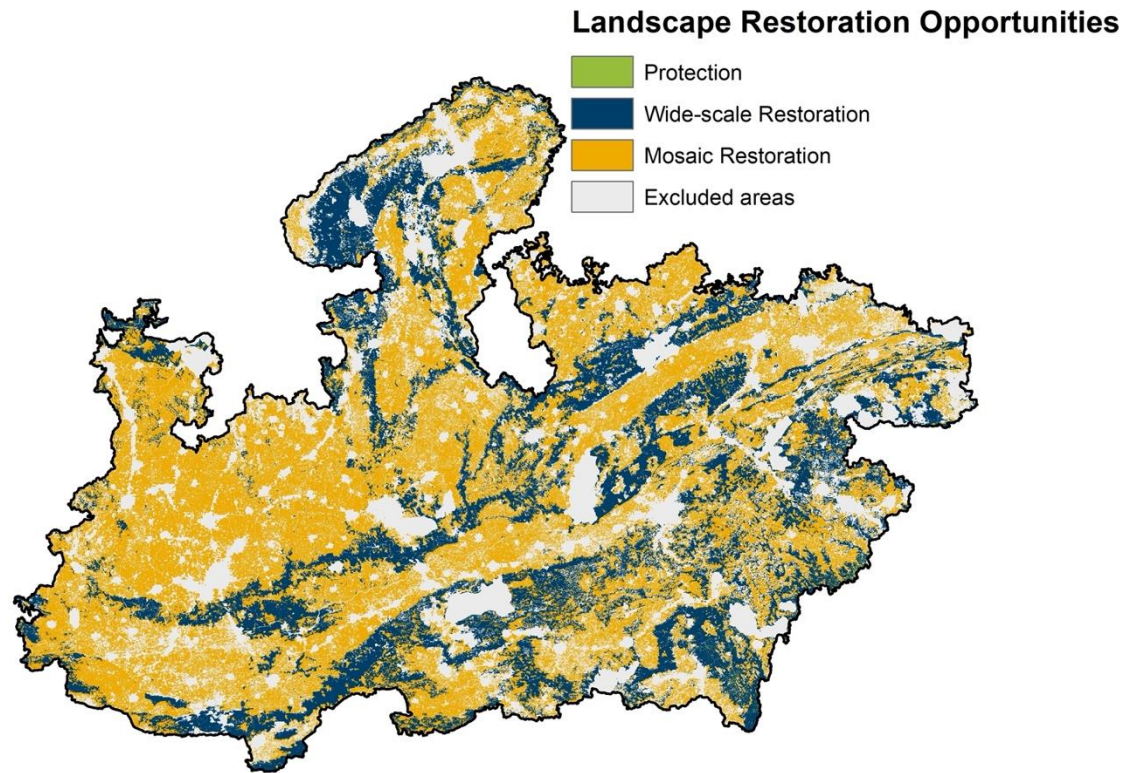 Landscape Restoration Opportunities
Protection
Wide-scale Restoration
Mosaic Restoration
Excluded areas